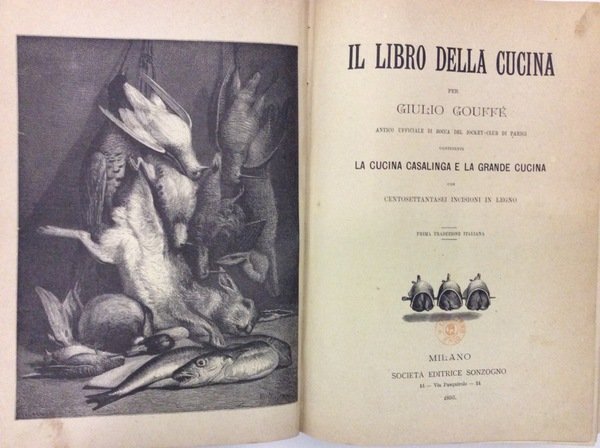 IL LIBRO DELLA CUCINA
PER
GIULIO GOUFFÉ
ANTICO UFFICIALE DI BOCCA DEL JOCKEY-CLUB DI PARIGI
CONTENENTE
LA CUCINA CASALINGA E LA GRANDE CUCINA
CON
CENTOSETTANTASEI INCISIONI IN LEGNO
PRIMA TRADUZIONE ITALIANA
MILANO
SOCIETÀ EDITRICE SONZOGNO
14 — Via Pasquirolo — 14